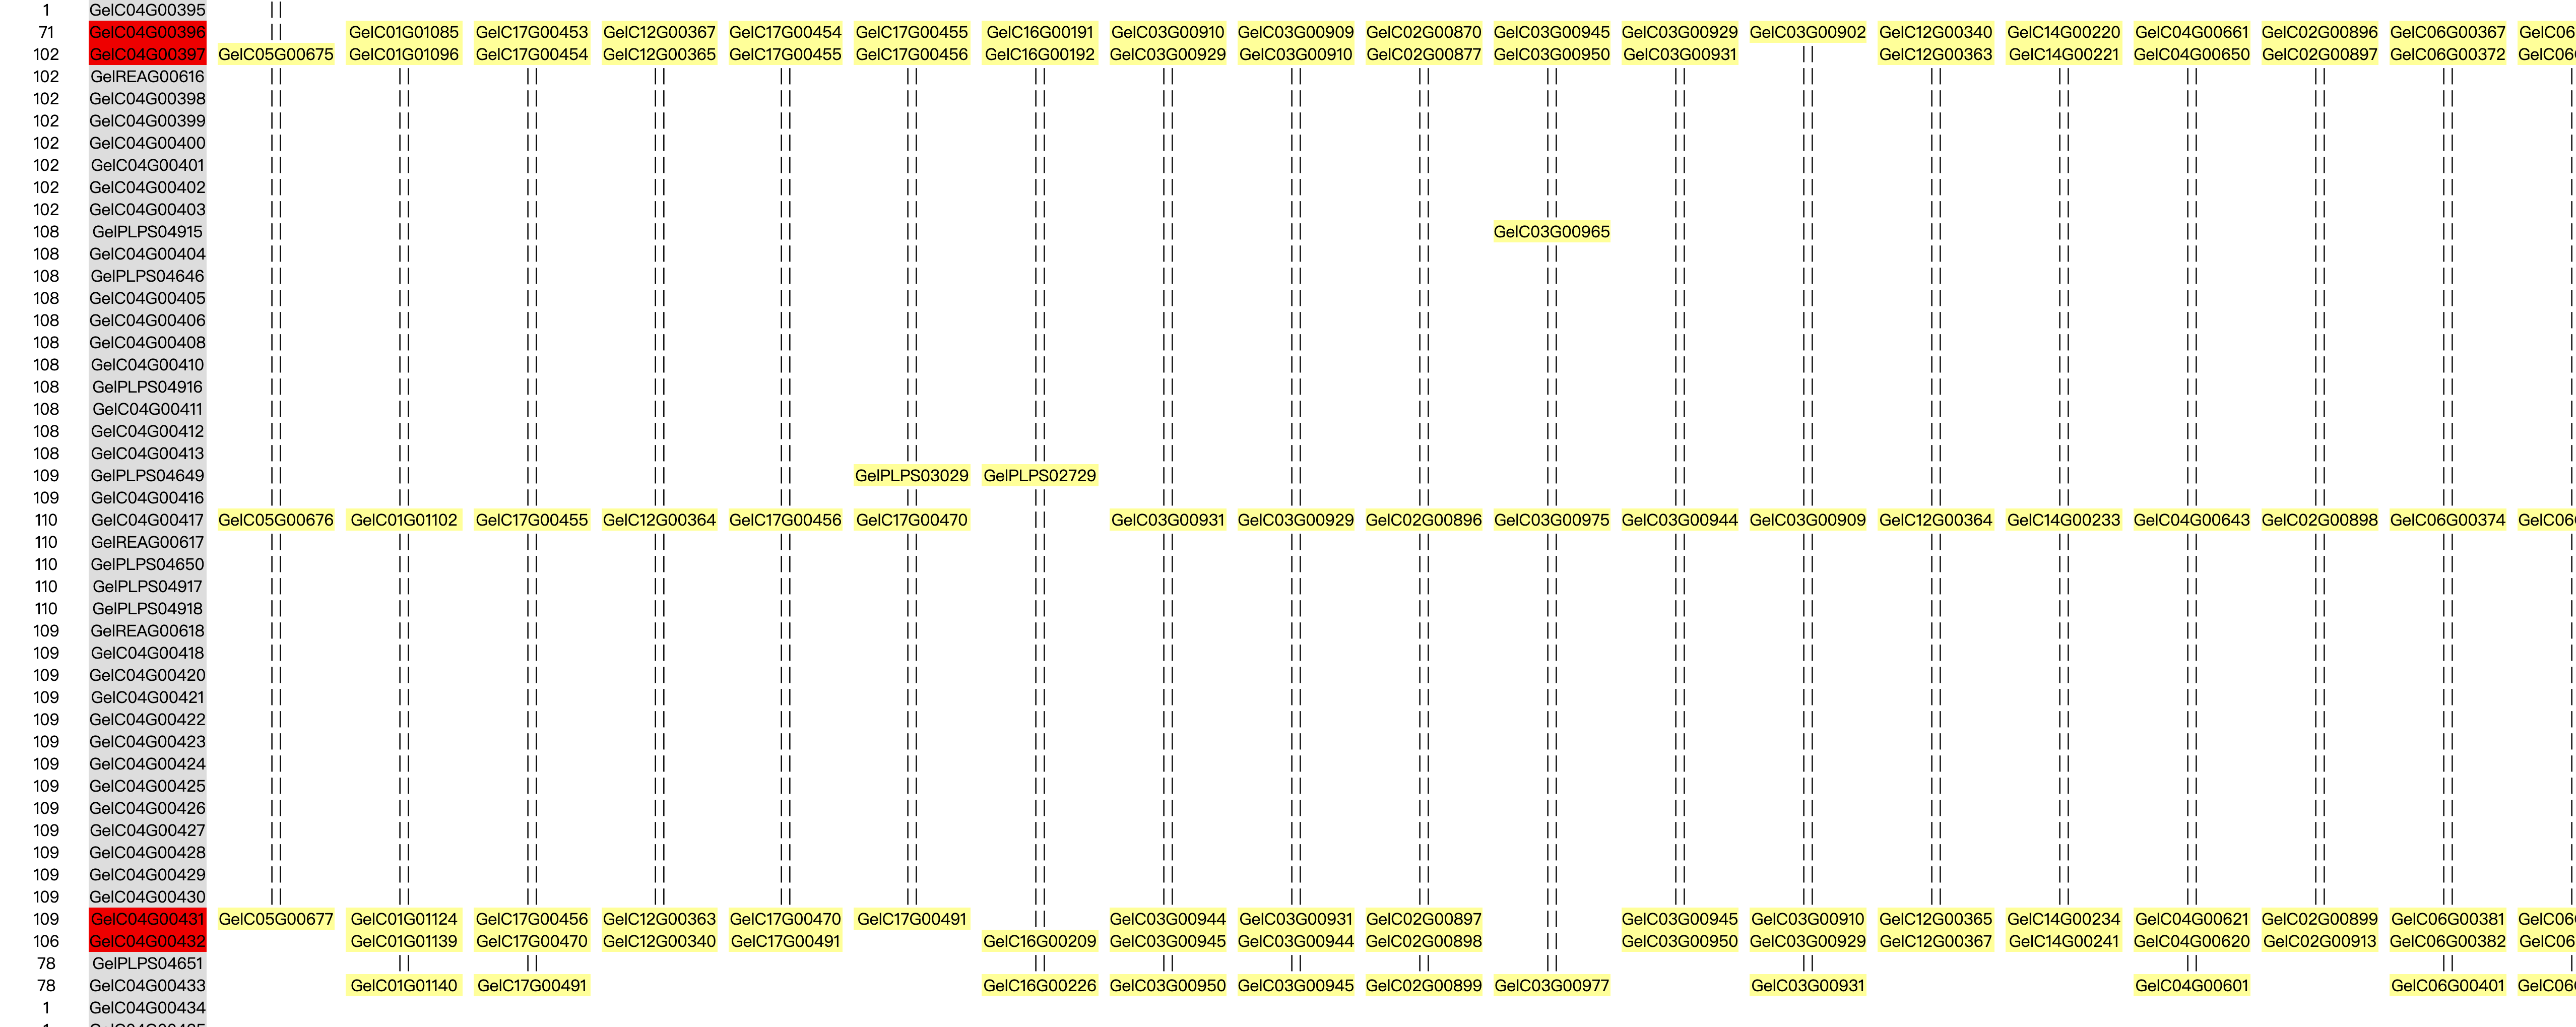 1 GelC04G00395 ||
71 GelC04G00396 || GelC01G01085 GelC17G00453 GelC12G00367 GelC17G00454 GelC17G00455 GelC16G00191 GelC03G00910 GelC03G00909 GelC02G00870 GelC03G00945 GelC03G00929 GelC03G00902 GelC12G00340 GelC14G00220 GelC04G00661 GelC02G00896 GelC06G00367 GelC06
102 GelC04G00397 GelC05G00675 GelC01G01096 GelC17G00454 GelC12G00365 GelC17G00455 GelC17G00456 GelC16G00192 GelC03G00929 GelC03G00910 GelC02G00877 GelC03G00950 GelC03G00931 || GelC12G00363 GelC14G00221 GelC04G00650 GelC02G00897 GelC06G00372 GelC06
102 GelREAG00616
102 GelC04G00398
102 GelC04G00399
102 GelC04G00400
102 GelC04G00401
102 GelC04G00402
102 GelC04G00403
108 GelPLPS04915 GelC03G00965
108 GelC04G00404
108 GelPLPS04646
108 GelC04G00405
108 GelC04G00406
108 GelC04G00408
108 GelC04G00410
108 GelPLPS04916
108 GelC04G00411
108 GelC04G00412
108 GelC04G00413
109 GelPLPS04649 GelPLPS03029 GelPLPS02729
109 GelC04G00416
110 GelC04G00417 GelC05G00676 GelC01G01102 GelC17G00455 GelC12G00364 GelC17G00456 GelC17G00470 || GelC03G00931 GelC03G00929 GelC02G00896 GelC03G00975 GelC03G00944 GelC03G00909 GelC12G00364 GelC14G00233 GelC04G00643 GelC02G00898 GelC06G00374 GelC06
110 GelREAG00617
110 GelPLPS04650
110 GelPLPS04917
110 GelPLPS04918
109 GelREAG00618
109 GelC04G00418
109 GelC04G00420
109 GelC04G00421
109 GelC04G00422
109 GelC04G00423
109 GelC04G00424
109 GelC04G00425
109 GelC04G00426
109 GelC04G00427
109 GelC04G00428
109 GelC04G00429
109 GelC04G00430
109 GelC04G00431 GelC05G00677 GelC01G01124 GelC17G00456 GelC12G00363 GelC17G00470 GelC17G00491 || GelC03G00944 GelC03G00931 GelC02G00897 || GelC03G00945 GelC03G00910 GelC12G00365 GelC14G00234 GelC04G00621 GelC02G00899 GelC06G00381 GelC06
106 GelC04G00432 GelC01G01139 GelC17G00470 GelC12G00340 GelC17G00491 GelC16G00209 GelC03G00945 GelC03G00944 GelC02G00898 || GelC03G00950 GelC03G00929 GelC12G00367 GelC14G00241 GelC04G00620 GelC02G00913 GelC06G00382 GelC06
78 GelPLPS04651
78 GelC04G00433 GelC01G01140 GelC17G00491 GelC16G00226 GelC03G00950 GelC03G00945 GelC02G00899 GelC03G00977 GelC03G00931 GelC04G00601 GelC06G00401 GelC06
1 GelC04G00434